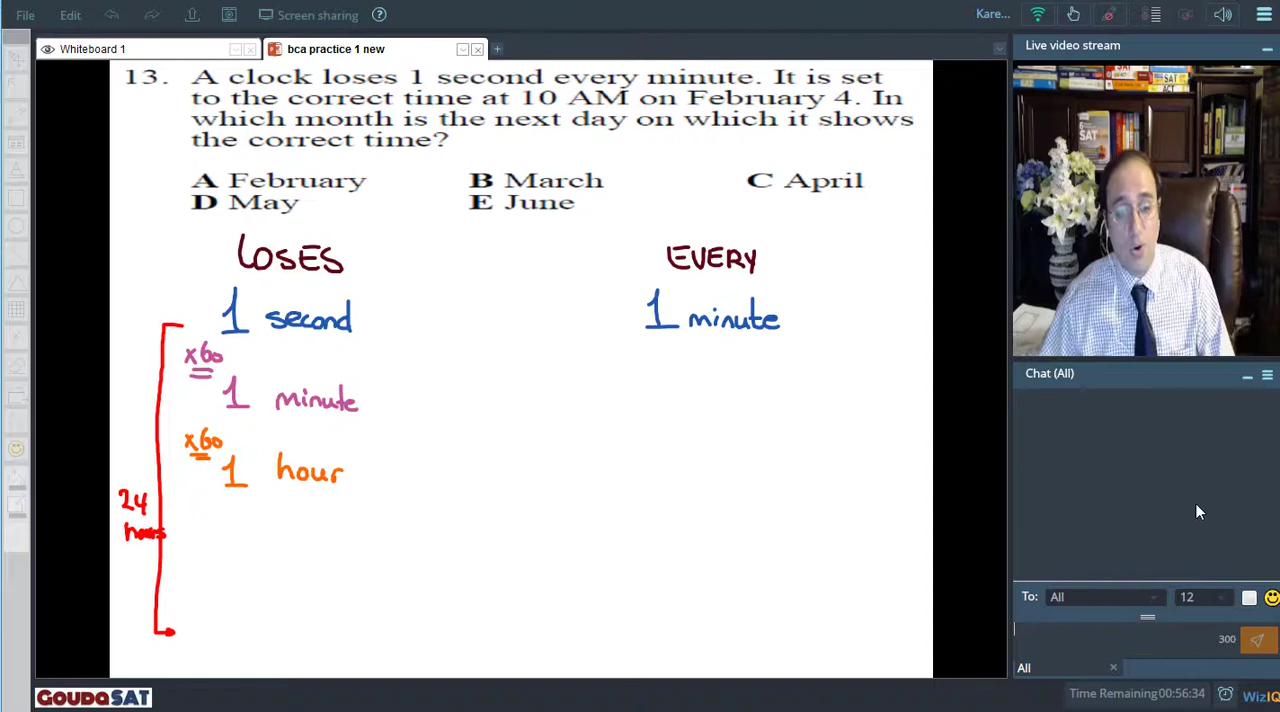 File Edit Screen sharing ? Kare...
Whiteboard 1 bca practice 1 new +
Live video stream
13. A clock loses 1 second every minute. It is set
to the correct time at 10 AM on February 4. In
which month is the next day on which it shows
the correct time?
A February B March C April
D May E June
LOSES EVERY
1 second 1 minute
x60
1 minute
x60
1 hour
24
hours
SAT
SAT
ACT
AP
Chat (All)
To: All 12
300
All
Time Remaining 00:56:34
GOUDASAT
WizIQ